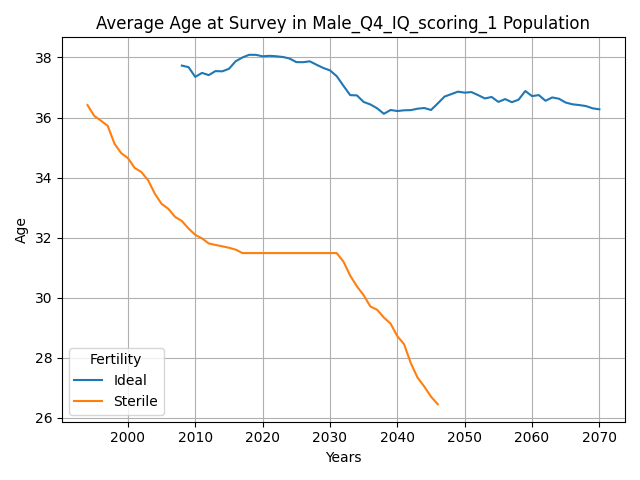 Average Age at Survey in Male_Q4_IQ_scoring_1 Population
38
36
34
32
30
28
26
Age
Fertility
Ideal
Sterile
2000 2010 2020 2030 2040 2050 2060 2070
Years